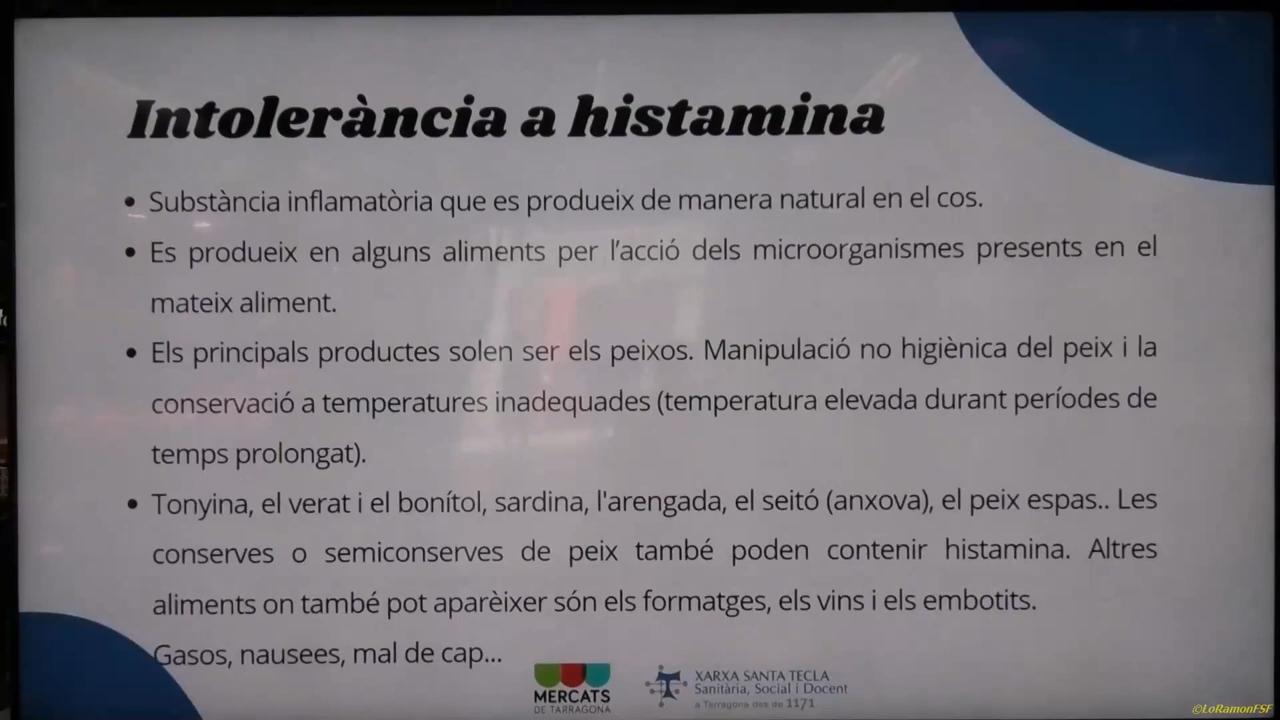 Intolerància a histamina
• Substància inflamatòria que es produeix de manera natural en el cos.
• Es produeix en alguns aliments per l’acció dels microorganismes presents en el
mateix aliment.
• Els principals productes solen ser els peixos. Manipulació no higiènica del peix i la
conservació a temperatures inadequades (temperatura elevada durant períodes de
temps prolongat).
• Tonyina, el verat i el bonítol, sardina, l'arengada, el seitó (anxova), el peix espas.. Les
conserves o semiconserves de peix també poden contenir histamina. Altres
aliments on també pot aparèixer són els formatges, els vins i els embotits.
Gasos, nausees, mal de cap...
MERCATS
DE TARRAGONA
XARXA SANTA TECLA
Sanitària, Social i Docent
a Tarragona des de 1171
©LoRamonFSF